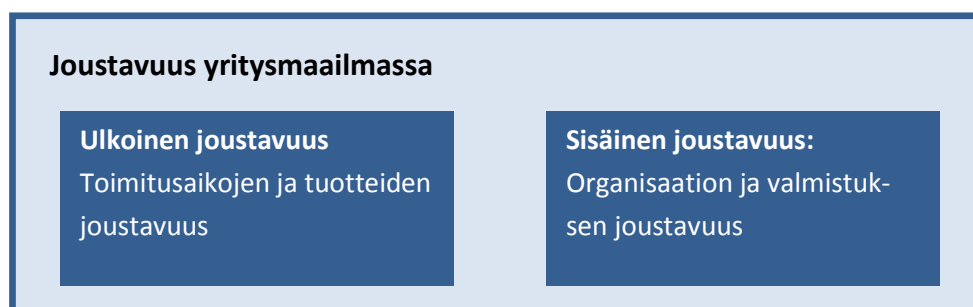 Joustavuus yritysmaailmassa
Ulkoinen joustavuus
Toimitusaikojen ja tuotteiden
joustavuus
Sisäinen joustavuus:
Organisaation ja valmistuk-
sen joustavuus